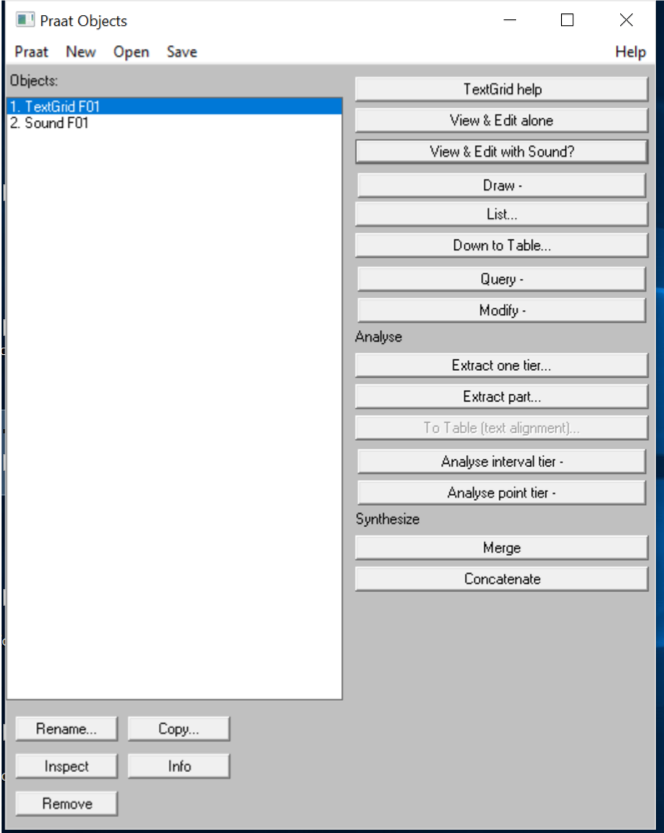 Praat Objects
Praat New Open Save Help
Objects:
1. TextGrid F01
2. Sound F01
TextGrid help
View & Edit alone
View & Edit with Sound?
Draw -
List...
Down to Table...
Query -
Modify -
Analyse
Extract one tier...
Extract part...
To Table (text alignment)...
Analyse interval tier -
Analyse point tier -
Synthesize
Merge
Concatenate
Rename... Copy...
Inspect Info
Remove